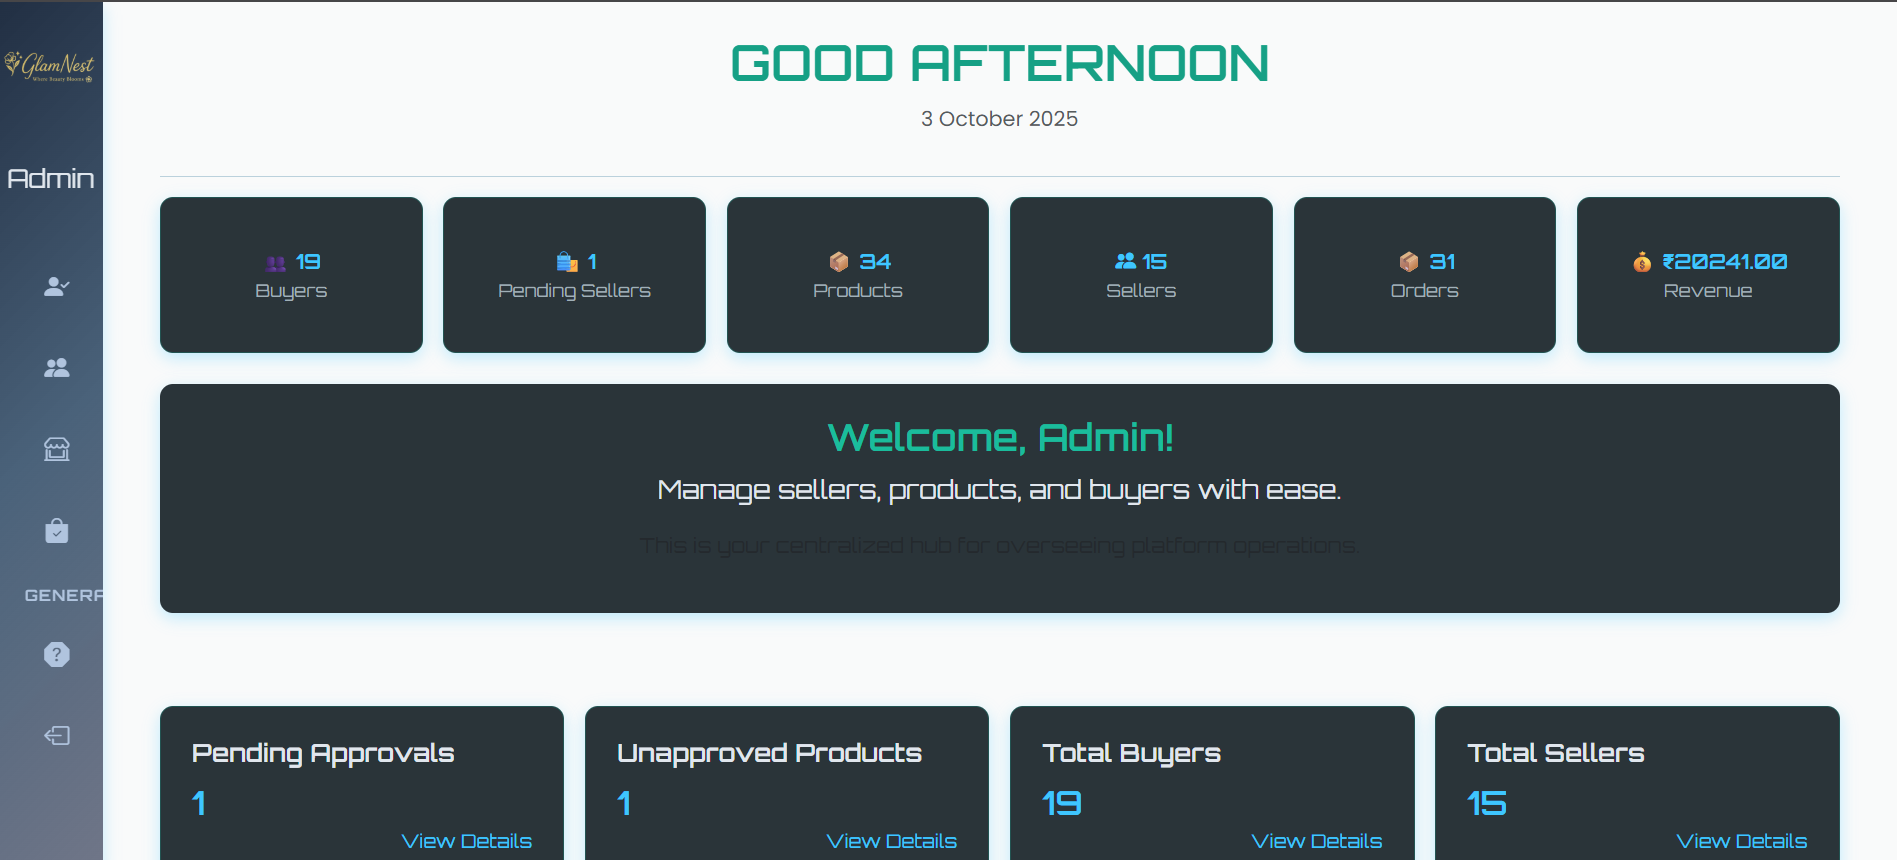 GlamNest
Where Beauty Blooms
Admin
GENERA
GOOD AFTERNOON
3 October 2025
19
Buyers
1
Pending Sellers
34
Products
15
Sellers
31
Orders
₹20241.00
Revenue
Welcome, Admin!
Manage sellers, products, and buyers with ease.
This is your centralized hub for overseeing platform operations.
Pending Approvals
1
View Details
Unapproved Products
1
View Details
Total Buyers
19
View Details
Total Sellers
15
View Details